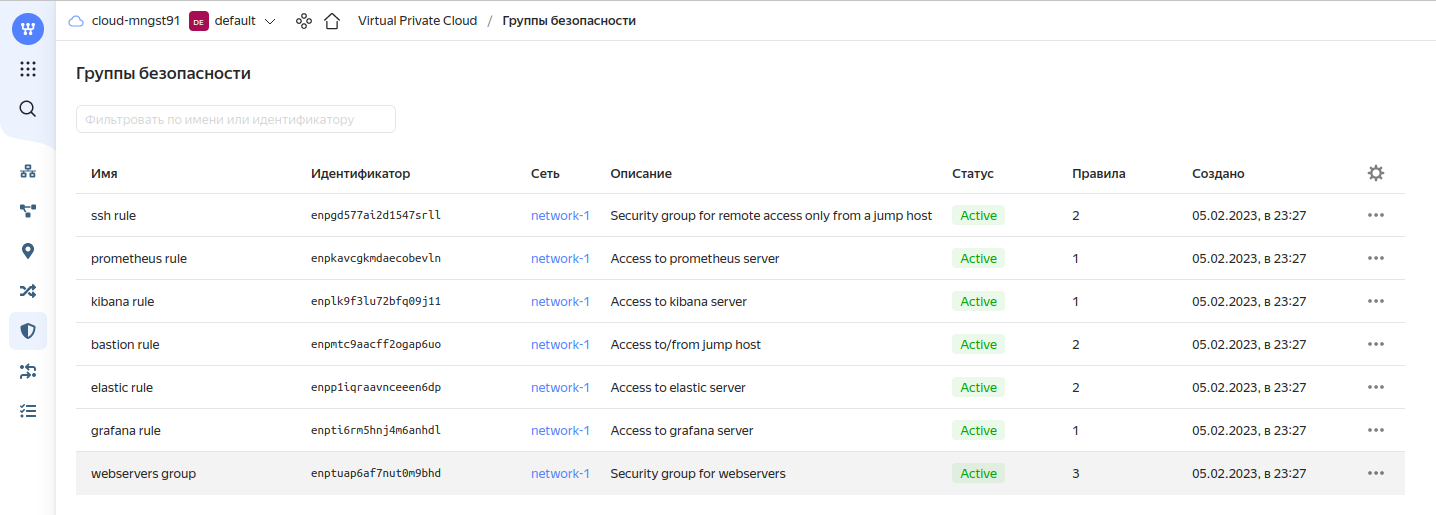 cloud-mngst91 DE default Virtual Private Cloud / Группы безопасности
Группы безопасности
Фильтровать по имени или идентификатору
Имя Идентификатор Сеть Описание Статус Правила Создано
ssh rule enpgd577ai2d1547srll network-1 Security group for remote access only from a jump host Active 2 05.02.2023, в 23:27
prometheus rule enpkavcgkmdaecobevln network-1 Access to prometheus server Active 1 05.02.2023, в 23:27
kibana rule enplk9f3lu72bfq09j11 network-1 Access to kibana server Active 1 05.02.2023, в 23:27
bastion rule enpmtc9aacff2ogap6uo network-1 Access to/from jump host Active 2 05.02.2023, в 23:27
elastic rule enpp1iqraavnceeen6dp network-1 Access to elastic server Active 2 05.02.2023, в 23:27
grafana rule enpti6rm5hnj4m6anhdl network-1 Access to grafana server Active 1 05.02.2023, в 23:27
webservers group enptuap6af7nut0m9bhd network-1 Security group for webservers Active 3 05.02.2023, в 23:27